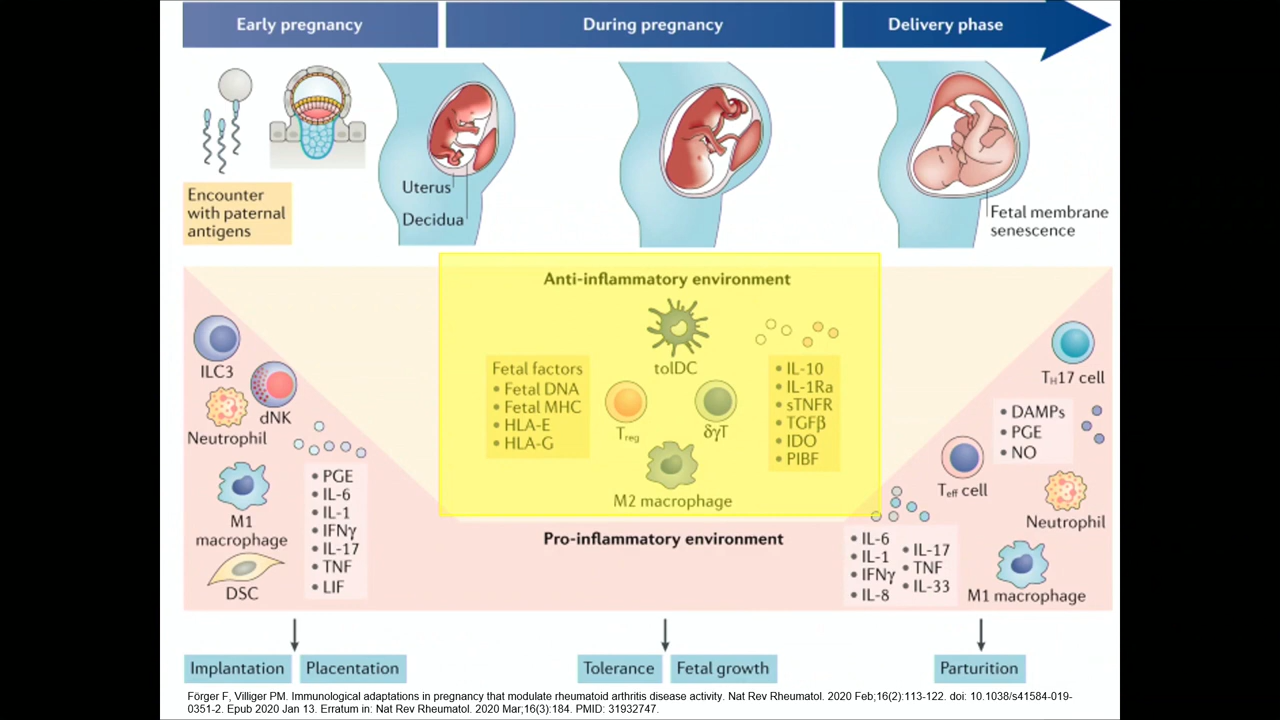 Early pregnancy
During pregnancy
Delivery phase
Encounter
with paternal
antigens
Uterus
Decidua
Fetal membrane
senescence
Anti-inflammatory environment
ILC3
dNK
Neutrophil
M1
macrophage
DSC
• PGE
• IL-6
• IL-1
• IFNγ
• IL-17
• TNF
• LIF
Fetal factors
• Fetal DNA
• Fetal MHC
• HLA-E
• HLA-G
tolDC
Treg
δγT
M2 macrophage
• IL-10
• IL-1Ra
• sTNFR
• TGFβ
• IDO
• PIBF
Pro-inflammatory environment
TH17 cell
• DAMPs
• PGE
• NO
Teff cell
Neutrophil
M1 macrophage
• IL-6
• IL-1
• IFNγ
• IL-8
• IL-17
• TNF
• IL-33
Implantation
Placentation
Tolerance
Fetal growth
Parturition
Förger F, Villiger PM. Immunological adaptations in pregnancy that modulate rheumatoid arthritis disease activity. Nat Rev Rheumatol. 2020 Feb;16(2):113-122. doi: 10.1038/s41584-019-
0351-2. Epub 2020 Jan 13. Erratum in: Nat Rev Rheumatol. 2020 Mar;16(3):184. PMID: 31932747.